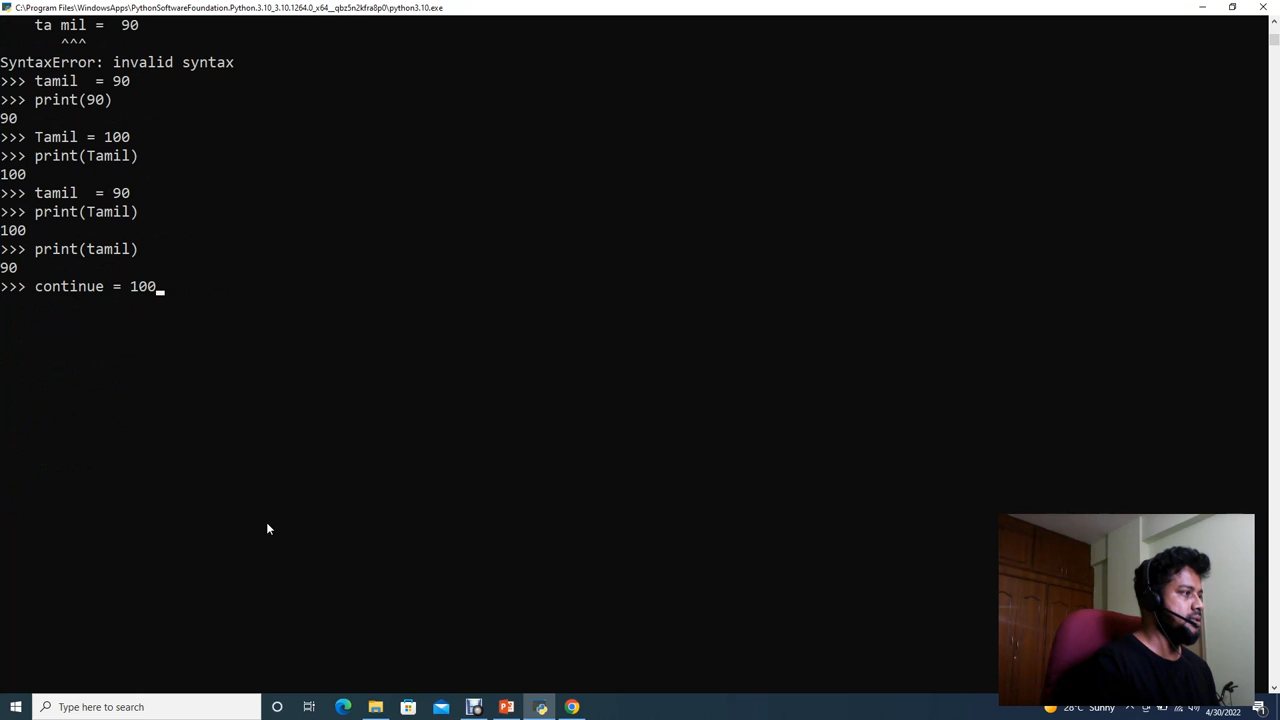 C:\Program Files\WindowsApps\PythonSoftwareFoundation.Python.3.10_3.10.1264.0_x64__qbz5n2kfra8p0\python3.10.exe
    ta mil =  90
       ^^^
SyntaxError: invalid syntax
>>> tamil  = 90
>>> print(90)
90
>>> Tamil = 100
>>> print(Tamil)
100
>>> tamil  = 90
>>> print(Tamil)
100
>>> print(tamil)
90
>>> continue = 100
Type here to search
28°C Sunny
4/30/2022